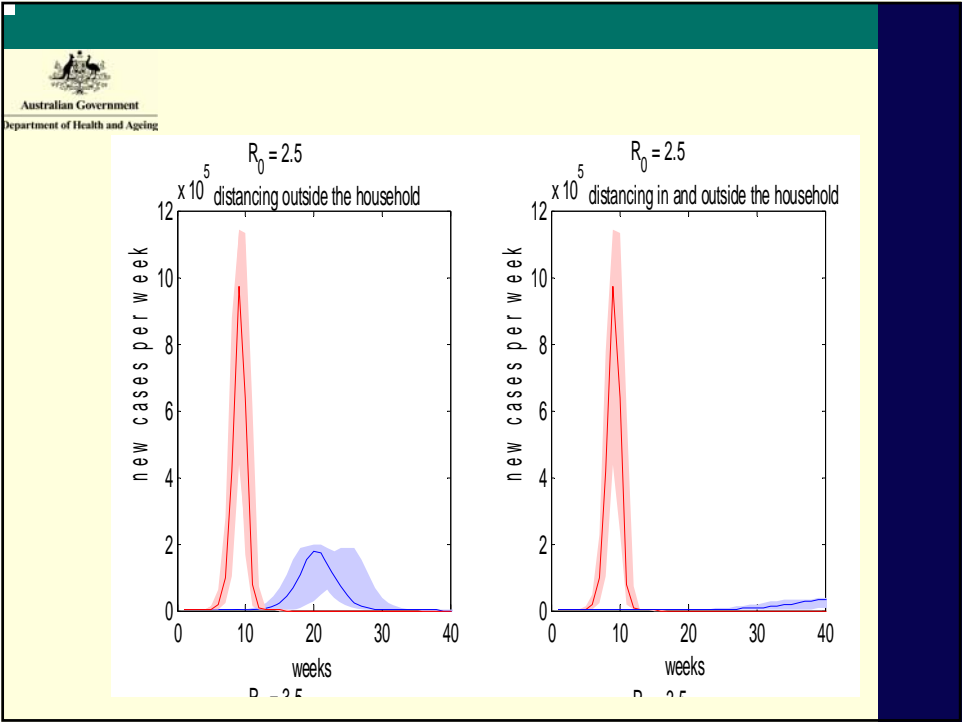 Australian Government
Department of Health and Ageing
R0 = 2.5
x 10^5
distancing outside the household
12
10
8
6
4
2
0
new cases per week
0 10 20 30 40
weeks
R0 = 2.5
x 10^5
distancing in and outside the household
12
10
8
6
4
2
0
new cases per week
0 10 20 30 40
weeks